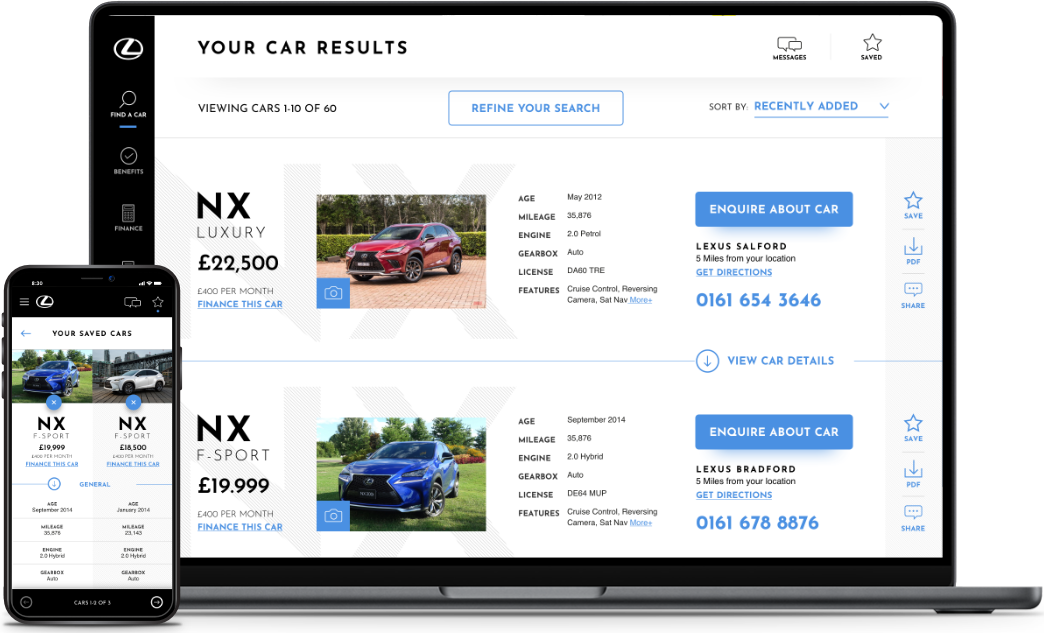 YOUR CAR RESULTS
MESSAGES
SAVED
FIND A CAR
BENEFITS
FINANCE
VIEWING CARS 1-10 OF 60
REFINE YOUR SEARCH
SORT BY: RECENTLY ADDED
NX
NX
LUXURY
£22,500
£400 PER MONTH
FINANCE THIS CAR
AGE May 2012
MILEAGE 35,876
ENGINE 2.0 Petrol
GEARBOX Auto
LICENSE DA60 TRE
FEATURES Cruise Control, Reversing
Camera, Sat Nav More+
ENQUIRE ABOUT CAR
LEXUS SALFORD
5 Miles from your location
GET DIRECTIONS
0161 654 3646
SAVE
PDF
SHARE
VIEW CAR DETAILS
NX
NX
F-SPORT
£19.999
£400 PER MONTH
FINANCE THIS CAR
AGE September 2014
MILEAGE 35,876
ENGINE 2.0 Hybrid
GEARBOX Auto
LICENSE DE64 MUP
FEATURES Cruise Control, Reversing
Camera, Sat Nav More+
ENQUIRE ABOUT CAR
LEXUS BRADFORD
5 Miles from your location
GET DIRECTIONS
0161 678 8876
SAVE
PDF
SHARE
8:30
YOUR SAVED CARS
NX NX
F-SPORT F-SPORT
£19,999 £18,500
£400 PER MONTH £400 PER MONTH
FINANCE THIS CAR FINANCE THIS CAR
GENERAL
AGE AGE
September 2014 January 2014
MILEAGE MILEAGE
35,876 23,143
ENGINE ENGINE
2.0 Hybrid 2.0 Hybrid
GEARBOX GEARBOX
Auto Auto
CARS 1-2 OF 3